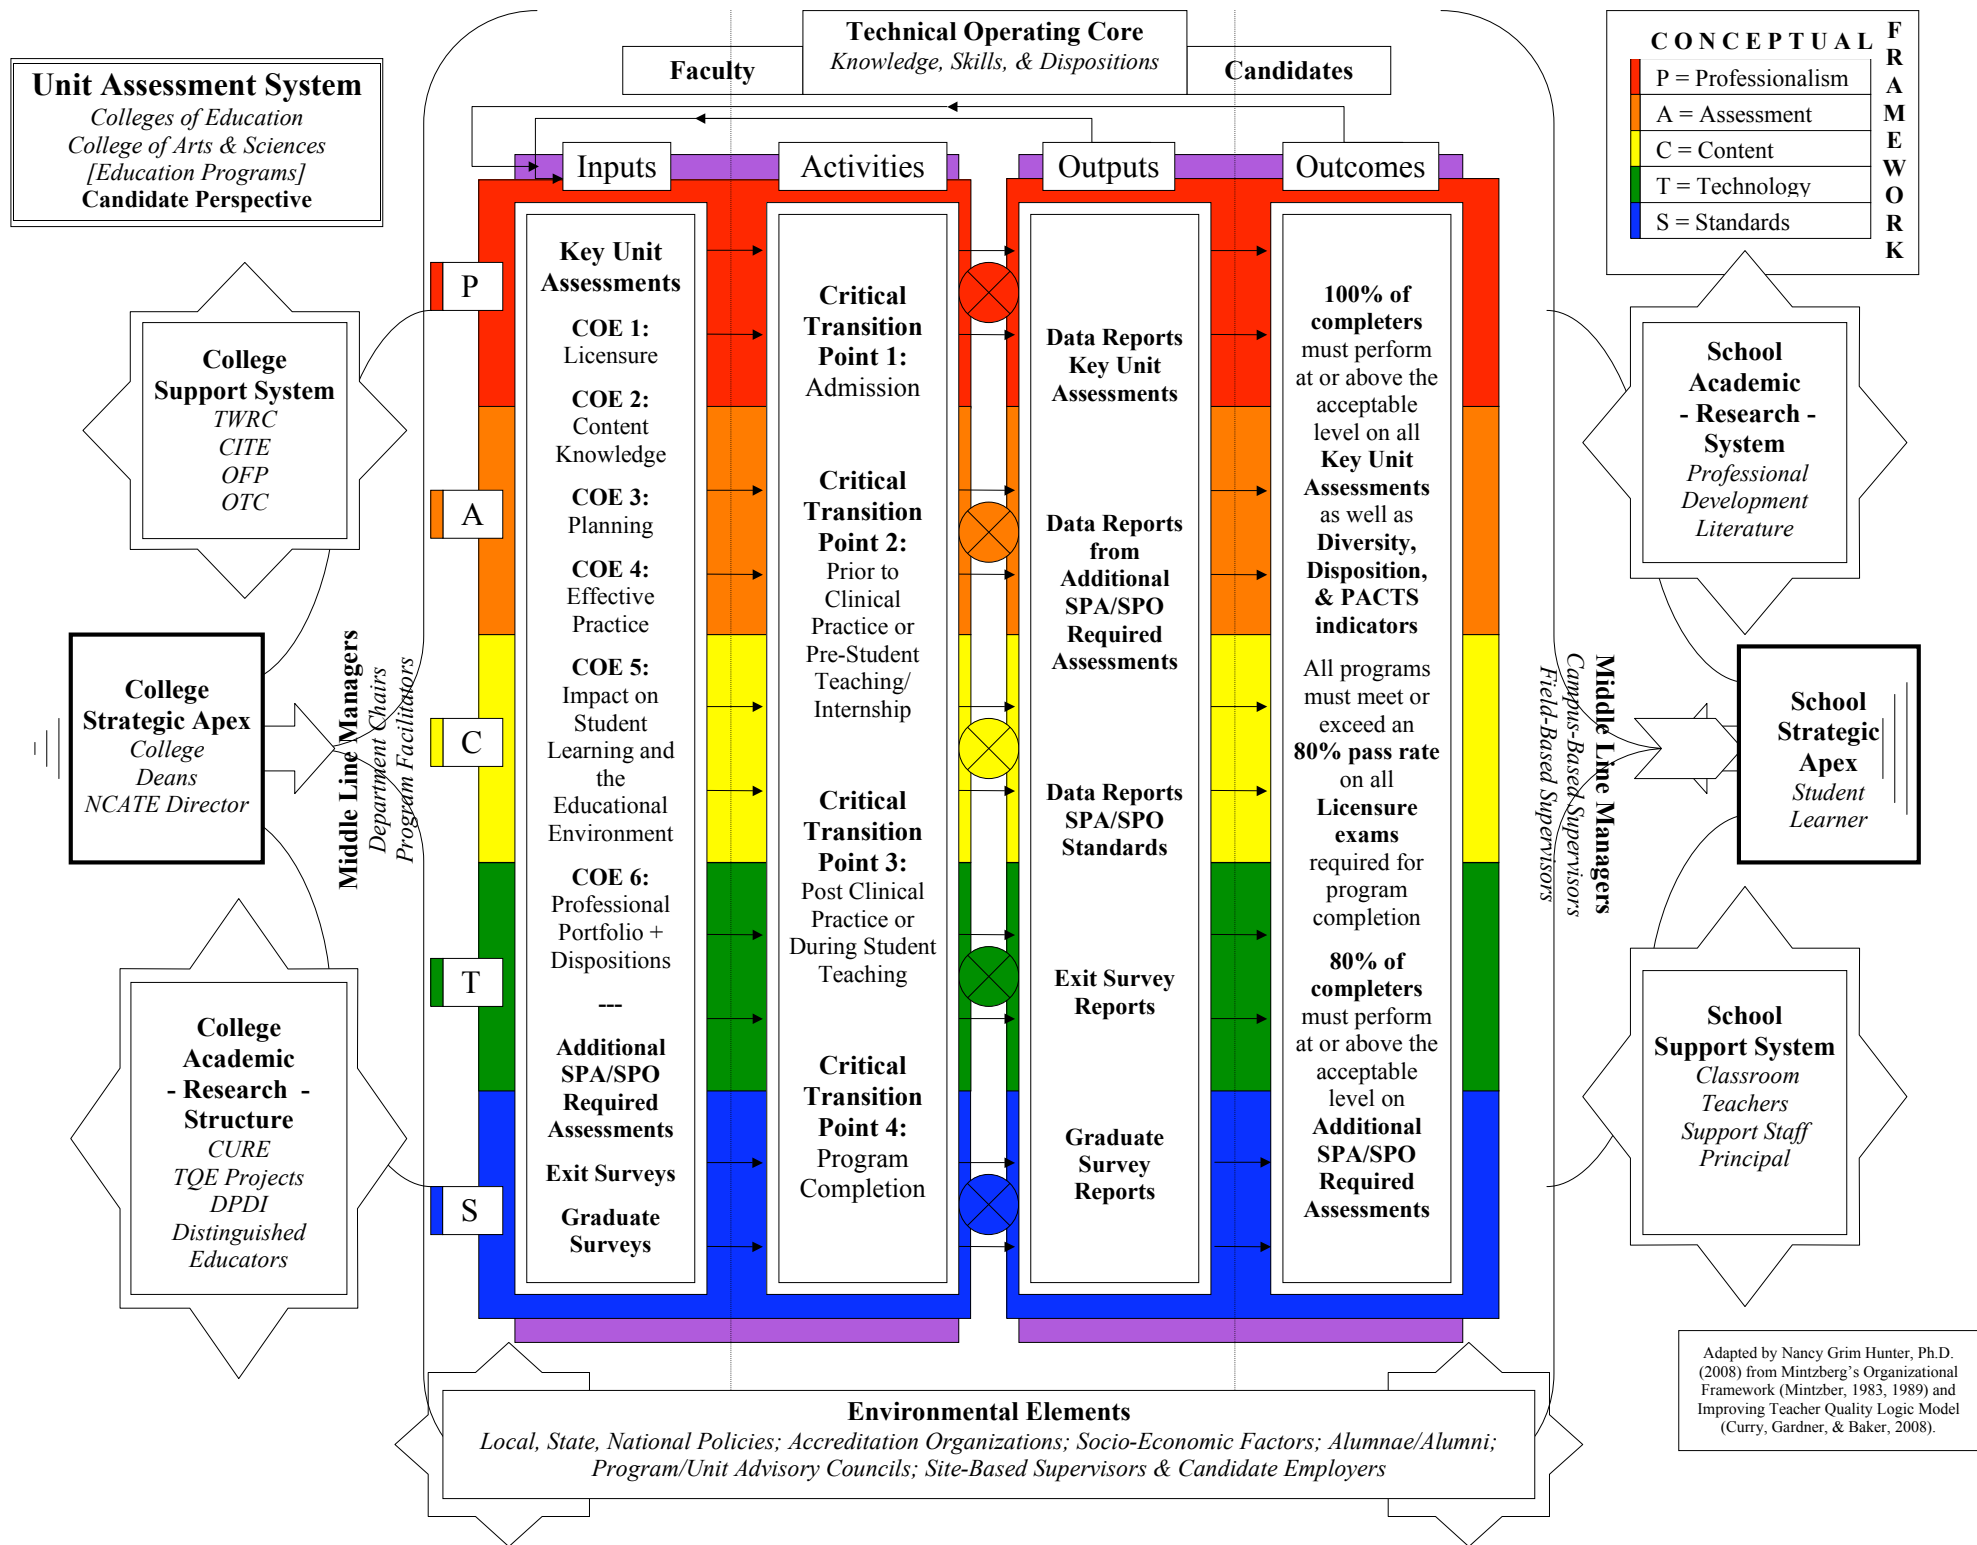 Unit Assessment System
Colleges of Education
College of Arts & Sciences
[Education Programs]
Candidate Perspective
Technical Operating Core
Knowledge, Skills, & Dispositions
Faculty
Candidates
C O N C E P T U A L
F
R
A
M
E
W
O
R
K
P = Professionalism
A = Assessment
C = Content
T = Technology
S = Standards
Inputs
Activities
Outputs
Outcomes
P
A
C
T
S
Key Unit
Assessments
COE 1:
Licensure
COE 2:
Content
Knowledge
COE 3:
Planning
COE 4:
Effective
Practice
COE 5:
Impact on
Student
Learning and
the
Educational
Environment
COE 6:
Professional
Portfolio +
Dispositions
---
Additional
SPA/SPO
Required
Assessments
Exit Surveys
Graduate
Surveys
Critical
Transition
Point 1:
Admission
Critical
Transition
Point 2:
Prior to
Clinical
Practice or
Pre-Student
Teaching/
Internship
Critical
Transition
Point 3:
Post Clinical
Practice or
During Student
Teaching
Critical
Transition
Point 4:
Program
Completion
Data Reports
Key Unit
Assessments
Data Reports
from
Additional
SPA/SPO
Required
Assessments
Data Reports
SPA/SPO
Standards
Exit Survey
Reports
Graduate
Survey
Reports
100% of
completers
must perform
at or above the
acceptable
level on all
Key Unit
Assessments
as well as
Diversity,
Disposition,
& PACTS
indicators
All programs
must meet or
exceed an
80% pass rate
on all
Licensure
exams
required for
program
completion
80% of
completers
must perform
at or above the
acceptable
level on
Additional
SPA/SPO
Required
Assessments
College
Support System
TWRC
CITE
OFP
OTC
College
Strategic Apex
College
Deans
NCATE Director
Middle Line Managers
Department Chairs
Program Facilitators
College
Academic
- Research -
Structure
CURE
TQE Projects
DPDI
Distinguished
Educators
School
Academic
- Research -
System
Professional
Development
Literature
Middle Line Managers
Campus-Based Supervisors
Field-Based Supervisors
School
Strategic
Apex
Student
Learner
School
Support System
Classroom
Teachers
Support Staff
Principal
Environmental Elements
Local, State, National Policies; Accreditation Organizations; Socio-Economic Factors; Alumnae/Alumni;
Program/Unit Advisory Councils; Site-Based Supervisors & Candidate Employers
Adapted by Nancy Grim Hunter, Ph.D.
(2008) from Mintzberg's Organizational
Framework (Mintzber, 1983, 1989) and
Improving Teacher Quality Logic Model
(Curry, Gardner, & Baker, 2008).